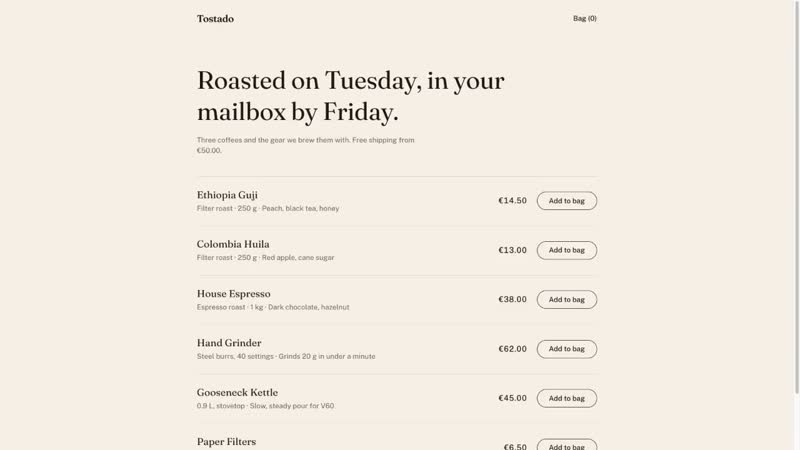 Tostado
Bag (0)
Roasted on Tuesday, in your
mailbox by Friday.
Three coffees and the gear we brew them with. Free shipping from
€50.00.
Ethiopia Guji
Filter roast · 250 g · Peach, black tea, honey
€14.50
Add to bag
Colombia Huila
Filter roast · 250 g · Red apple, cane sugar
€13.00
Add to bag
House Espresso
Espresso roast · 1 kg · Dark chocolate, hazelnut
€38.00
Add to bag
Hand Grinder
Steel burrs, 40 settings · Grinds 20 g in under a minute
€62.00
Add to bag
Gooseneck Kettle
0.9 L, stovetop · Slow, steady pour for V60
€45.00
Add to bag
Paper Filters
€6.50
Add to bag